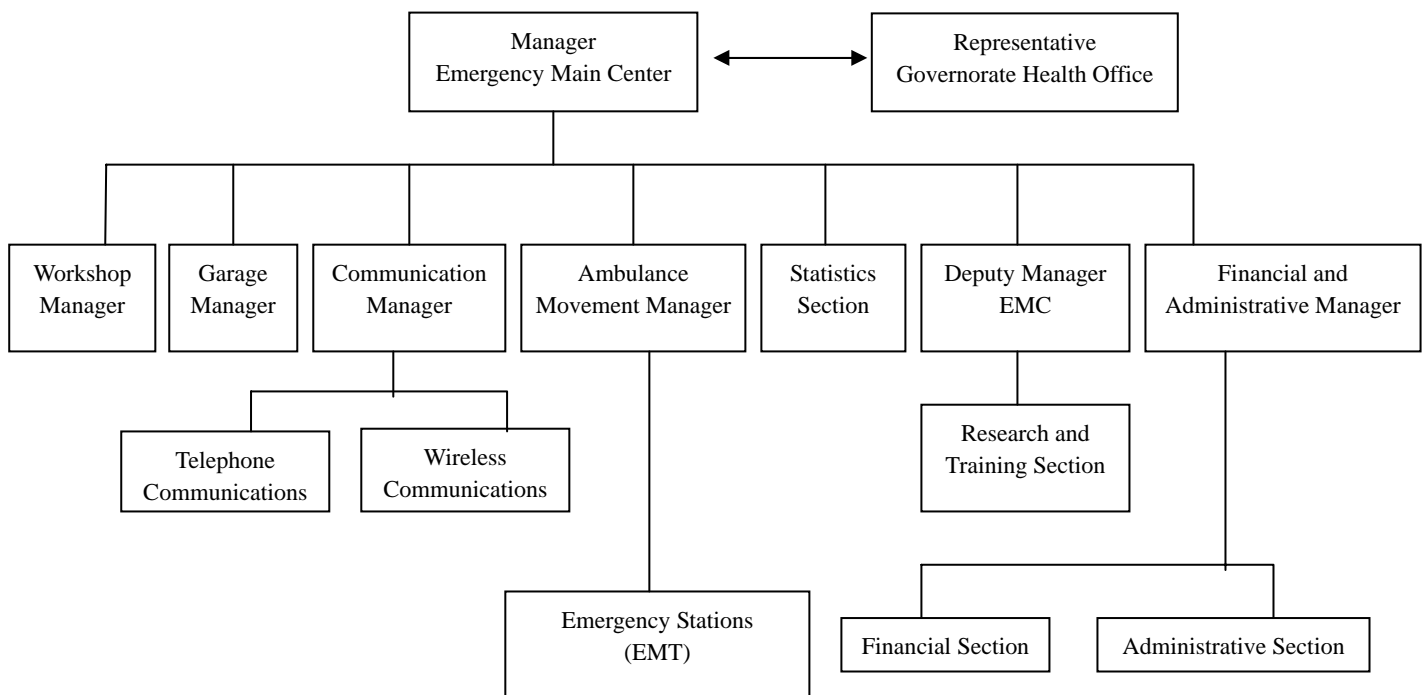 Manager
Emergency Main Center
Representative
Governorate Health Office
Workshop
Manager
Garage
Manager
Communication
Manager
Ambulance
Movement Manager
Statistics
Section
Deputy Manager
EMC
Financial and
Administrative Manager
Telephone
Communications
Wireless
Communications
Research and
Training Section
Emergency Stations
(EMT)
Financial Section
Administrative Section